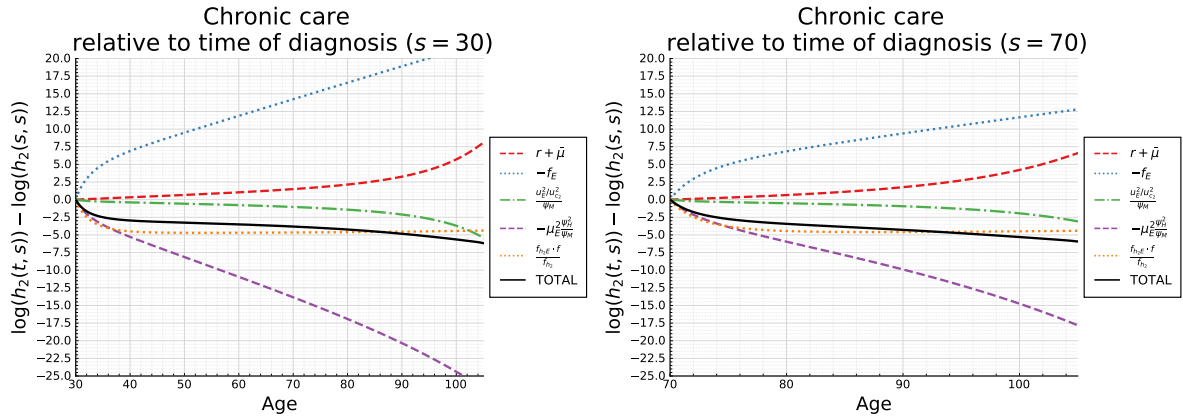 Chronic care
relative to time of diagnosis (s = 30)
log(h₂(t, s)) − log(h₂(s, s))
20.0
17.5
15.0
12.5
10.0
7.5
5.0
2.5
0.0
−2.5
−5.0
−7.5
−10.0
−12.5
−15.0
−17.5
−20.0
−22.5
−25.0
30 40 50 60 70 80 90 100
Age
r + μ̄
−f_E
(u_E²/u_{c₂}²)/ψ_M
−μ_E² ψ_H²/ψ_M
(f_{h₂E} · f)/f_{h₂}
TOTAL
Chronic care
relative to time of diagnosis (s = 70)
log(h₂(t, s)) − log(h₂(s, s))
20.0
17.5
15.0
12.5
10.0
7.5
5.0
2.5
0.0
−2.5
−5.0
−7.5
−10.0
−12.5
−15.0
−17.5
−20.0
−22.5
−25.0
70 80 90 100
Age
r + μ̄
−f_E
(u_E²/u_{c₂}²)/ψ_M
−μ_E² ψ_H²/ψ_M
(f_{h₂E} · f)/f_{h₂}
TOTAL